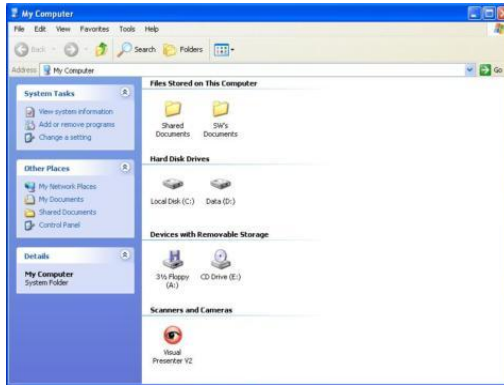 My Computer
File Edit View Favorites Tools Help
Back Search Folders
Address My Computer Go
System Tasks
View system information
Add or remove programs
Change a setting
Other Places
My Network Places
My Documents
Shared Documents
Control Panel
Details
My Computer
System Folder
Files Stored on This Computer
Shared Documents
SW's Documents
Hard Disk Drives
Local Disk (C:) Data (D:)
Devices with Removable Storage
3½ Floppy (A:)
CD Drive (E:)
Scanners and Cameras
Visual Presenter V2